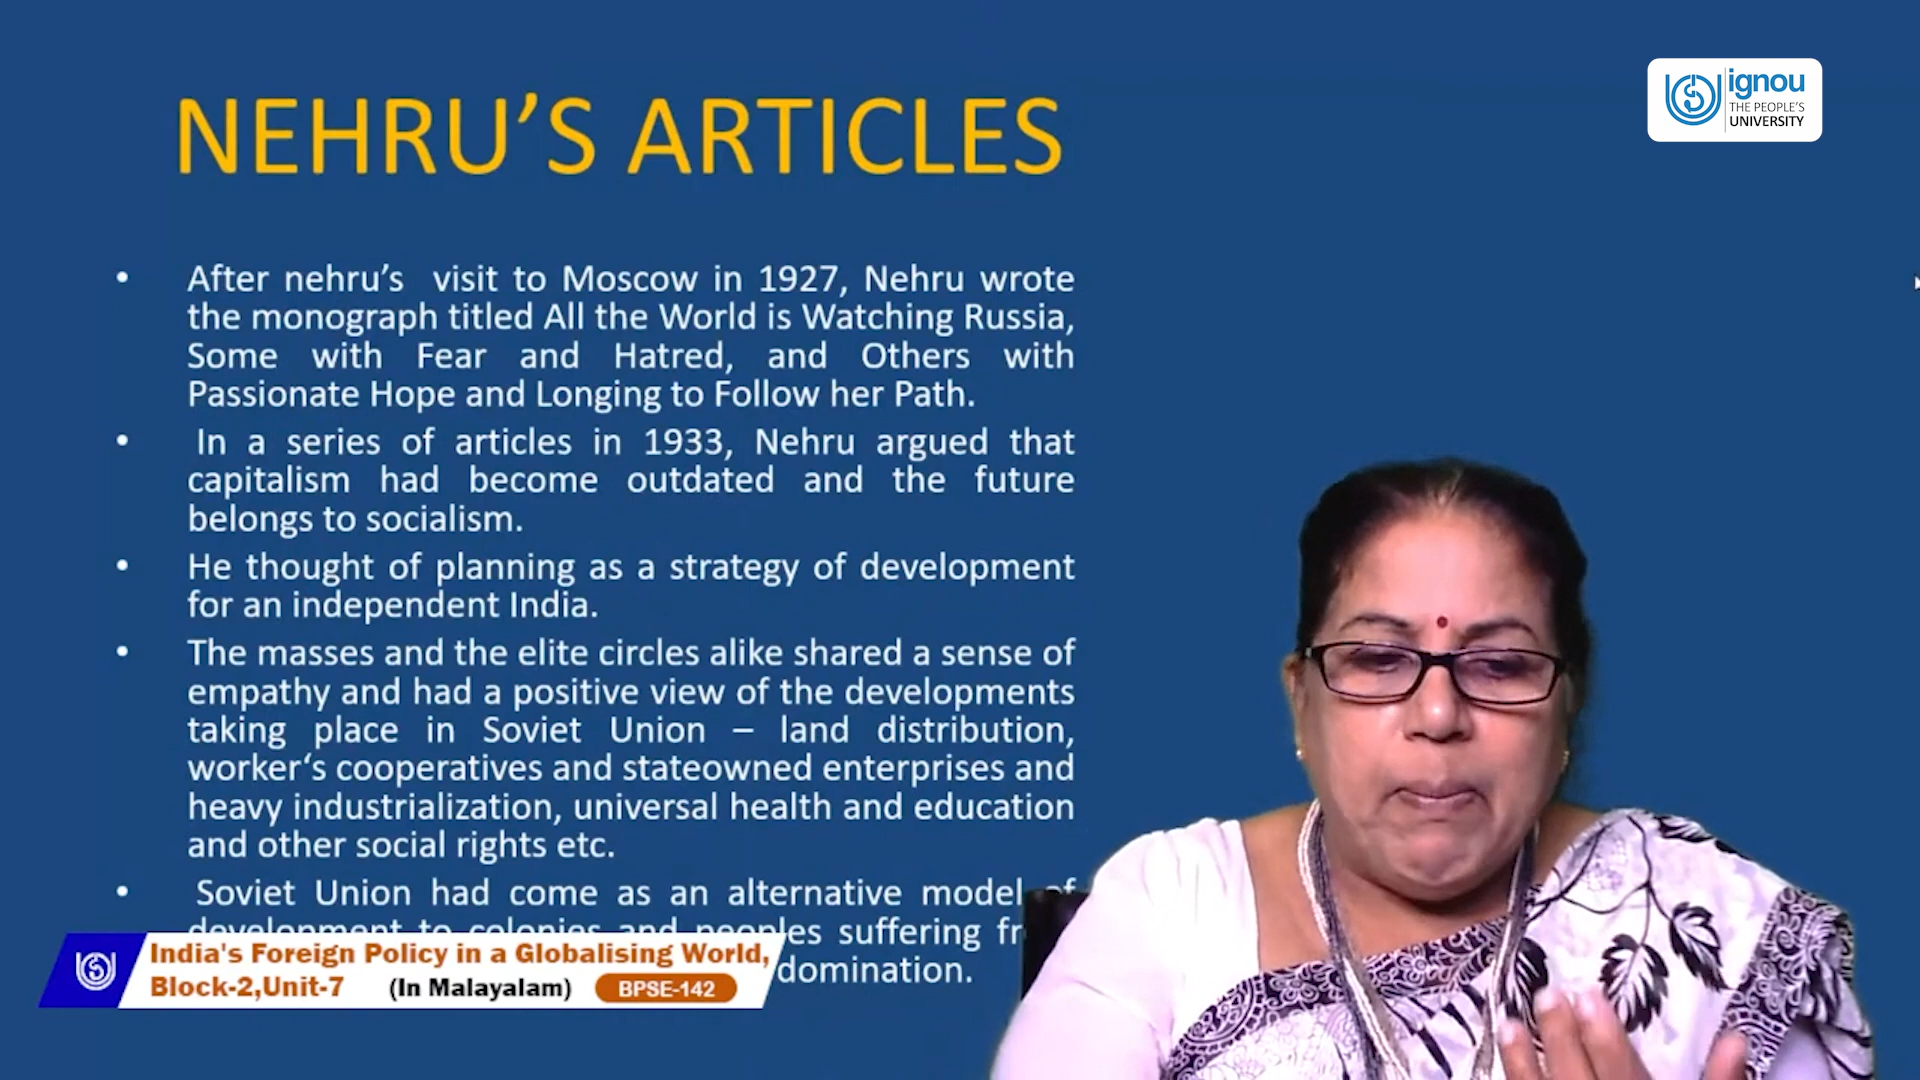 NEHRU’S ARTICLES
ignou
THE PEOPLE'S
UNIVERSITY
• After nehru’s visit to Moscow in 1927, Nehru wrote
the monograph titled All the World is Watching Russia,
Some with Fear and Hatred, and Others with
Passionate Hope and Longing to Follow her Path.
• In a series of articles in 1933, Nehru argued that
capitalism had become outdated and the future
belongs to socialism.
• He thought of planning as a strategy of development
for an independent India.
• The masses and the elite circles alike shared a sense of
empathy and had a positive view of the developments
taking place in Soviet Union – land distribution,
worker‘s cooperatives and stateowned enterprises and
heavy industrialization, universal health and education
and other social rights etc.
• Soviet Union had come as an alternative model of
development to colonies and peoples suffering
domination.
India's Foreign Policy in a Globalising World,
Block-2,Unit-7 (In Malayalam) BPSE-142